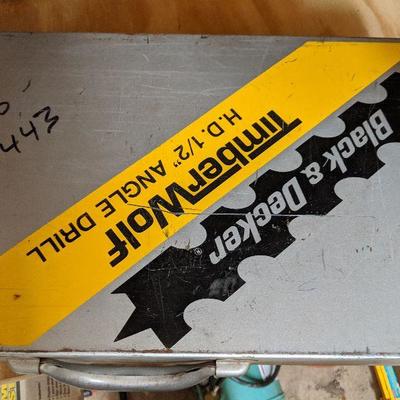 Black & Decker®
TimberWolf
H.D. 1/2" ANGLE DRILL
443